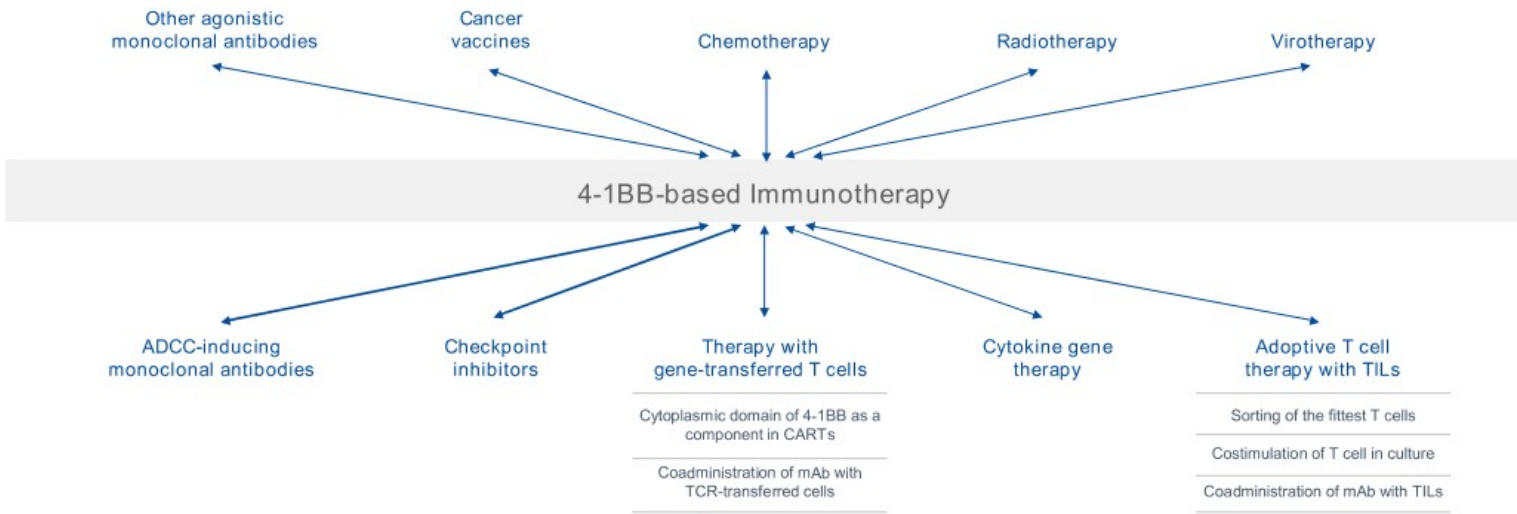 Other agonistic
monoclonal antibodies
Cancer
vaccines
Chemotherapy
Radiotherapy
Virotherapy
4-1BB-based Immunotherapy
ADCC-inducing
monoclonal antibodies
Checkpoint
inhibitors
Therapy with
gene-transferred T cells
Cytoplasmic domain of 4-1BB as a
component in CARTs
Coadministration of mAb with
TCR-transferred cells
Cytokine gene
therapy
Adoptive T cell
therapy with TILs
Sorting of the fittest T cells
Costimulation of T cell in culture
Coadministration of mAb with TILs